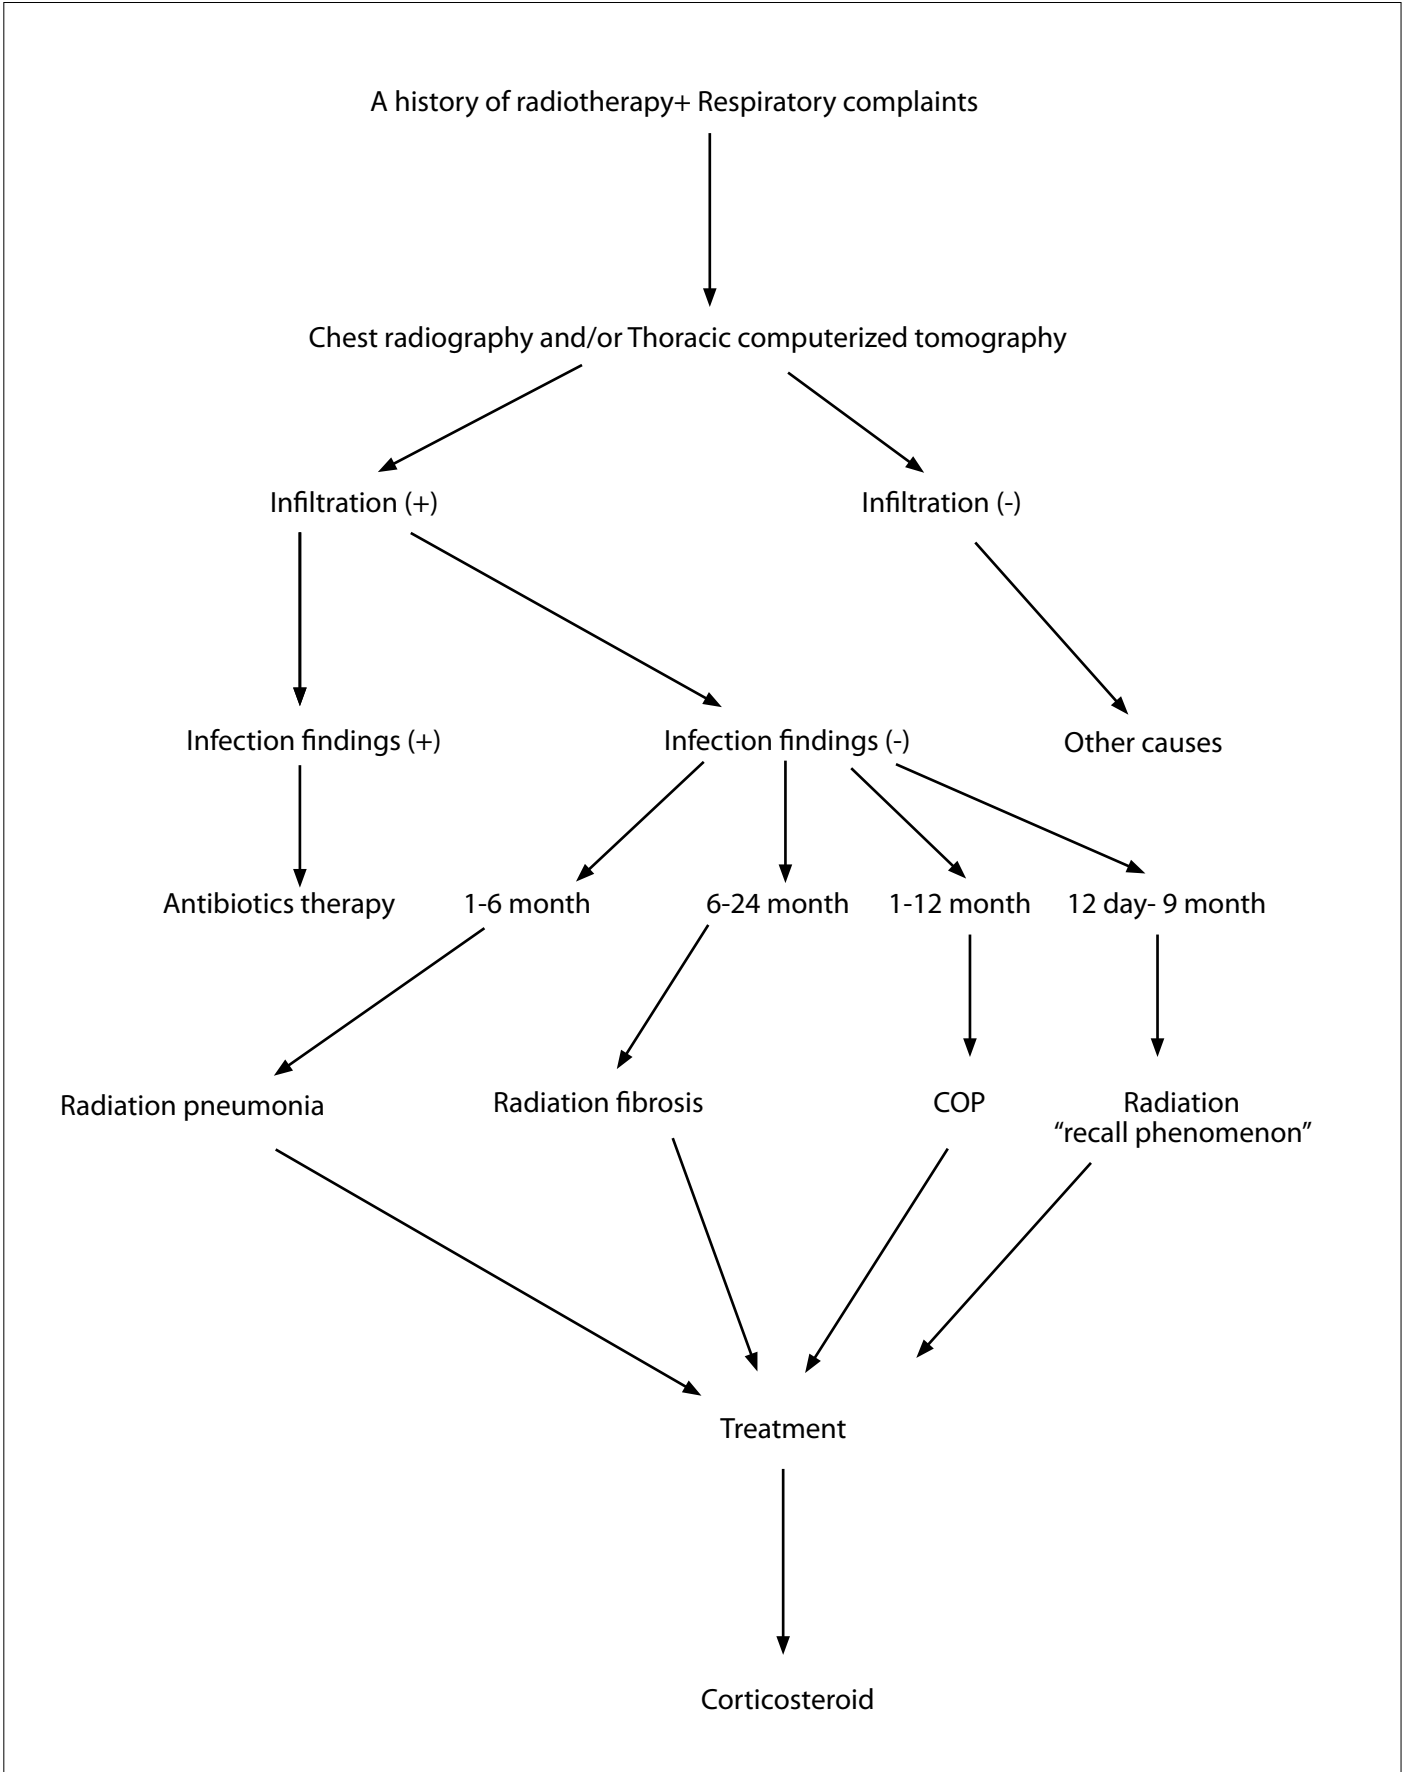 A history of radiotherapy+ Respiratory complaints
Chest radiography and/or Thoracic computerized tomography
Infiltration (+)
Infiltration (-)
Infection findings (+)
Infection findings (-)
Other causes
Antibiotics therapy
1-6 month
6-24 month
1-12 month
12 day- 9 month
Radiation pneumonia
Radiation fibrosis
COP
Radiation
“recall phenomenon”
Treatment
Corticosteroid